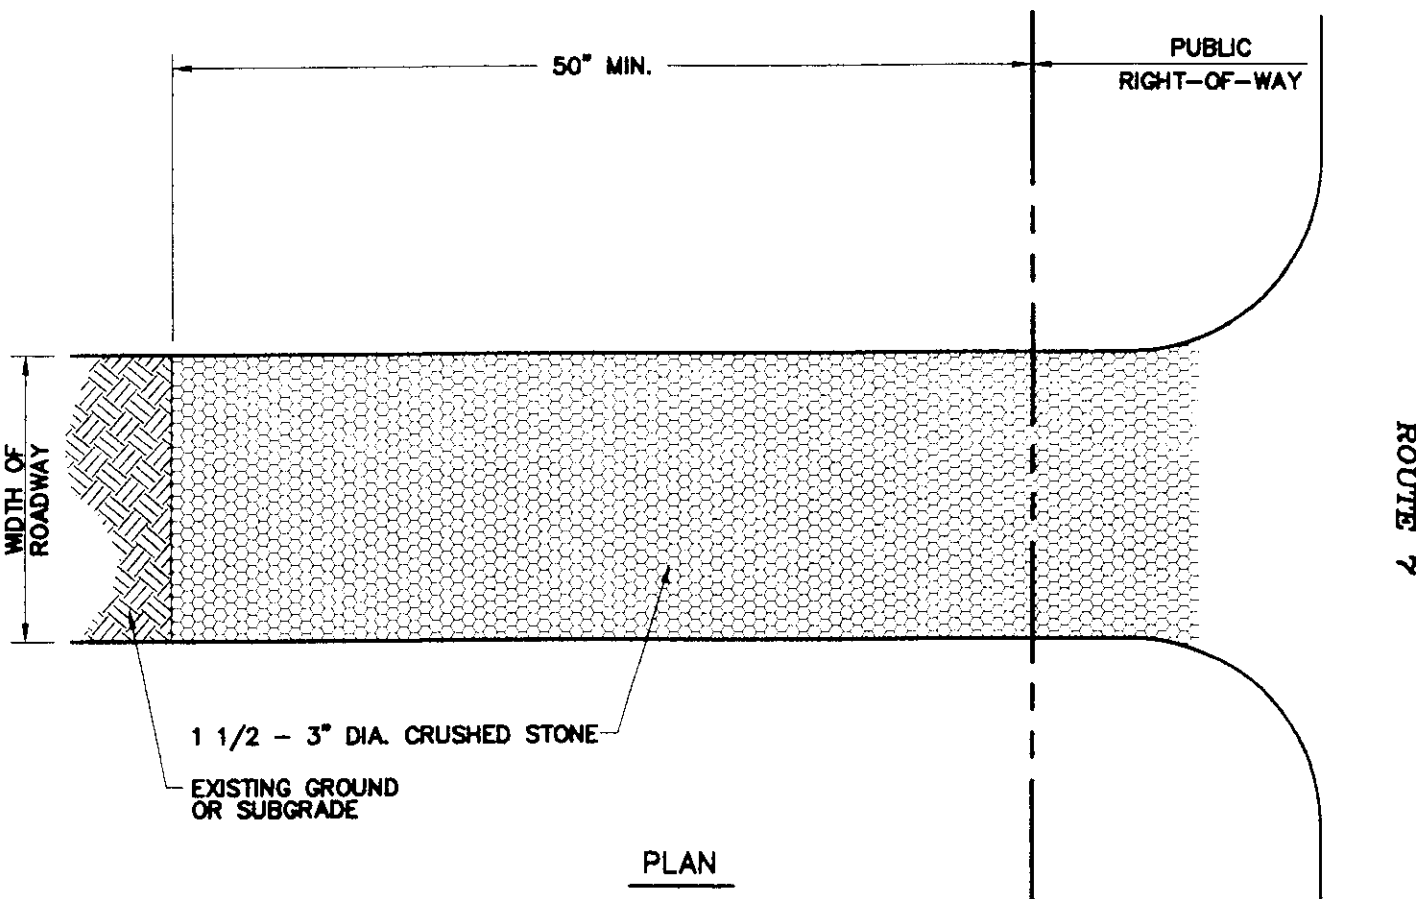 50" MIN.
PUBLIC
RIGHT-OF-WAY
WIDTH OF
ROADWAY
ROUTE 7
1 1/2 - 3" DIA. CRUSHED STONE
EXISTING GROUND
OR SUBGRADE
PLAN